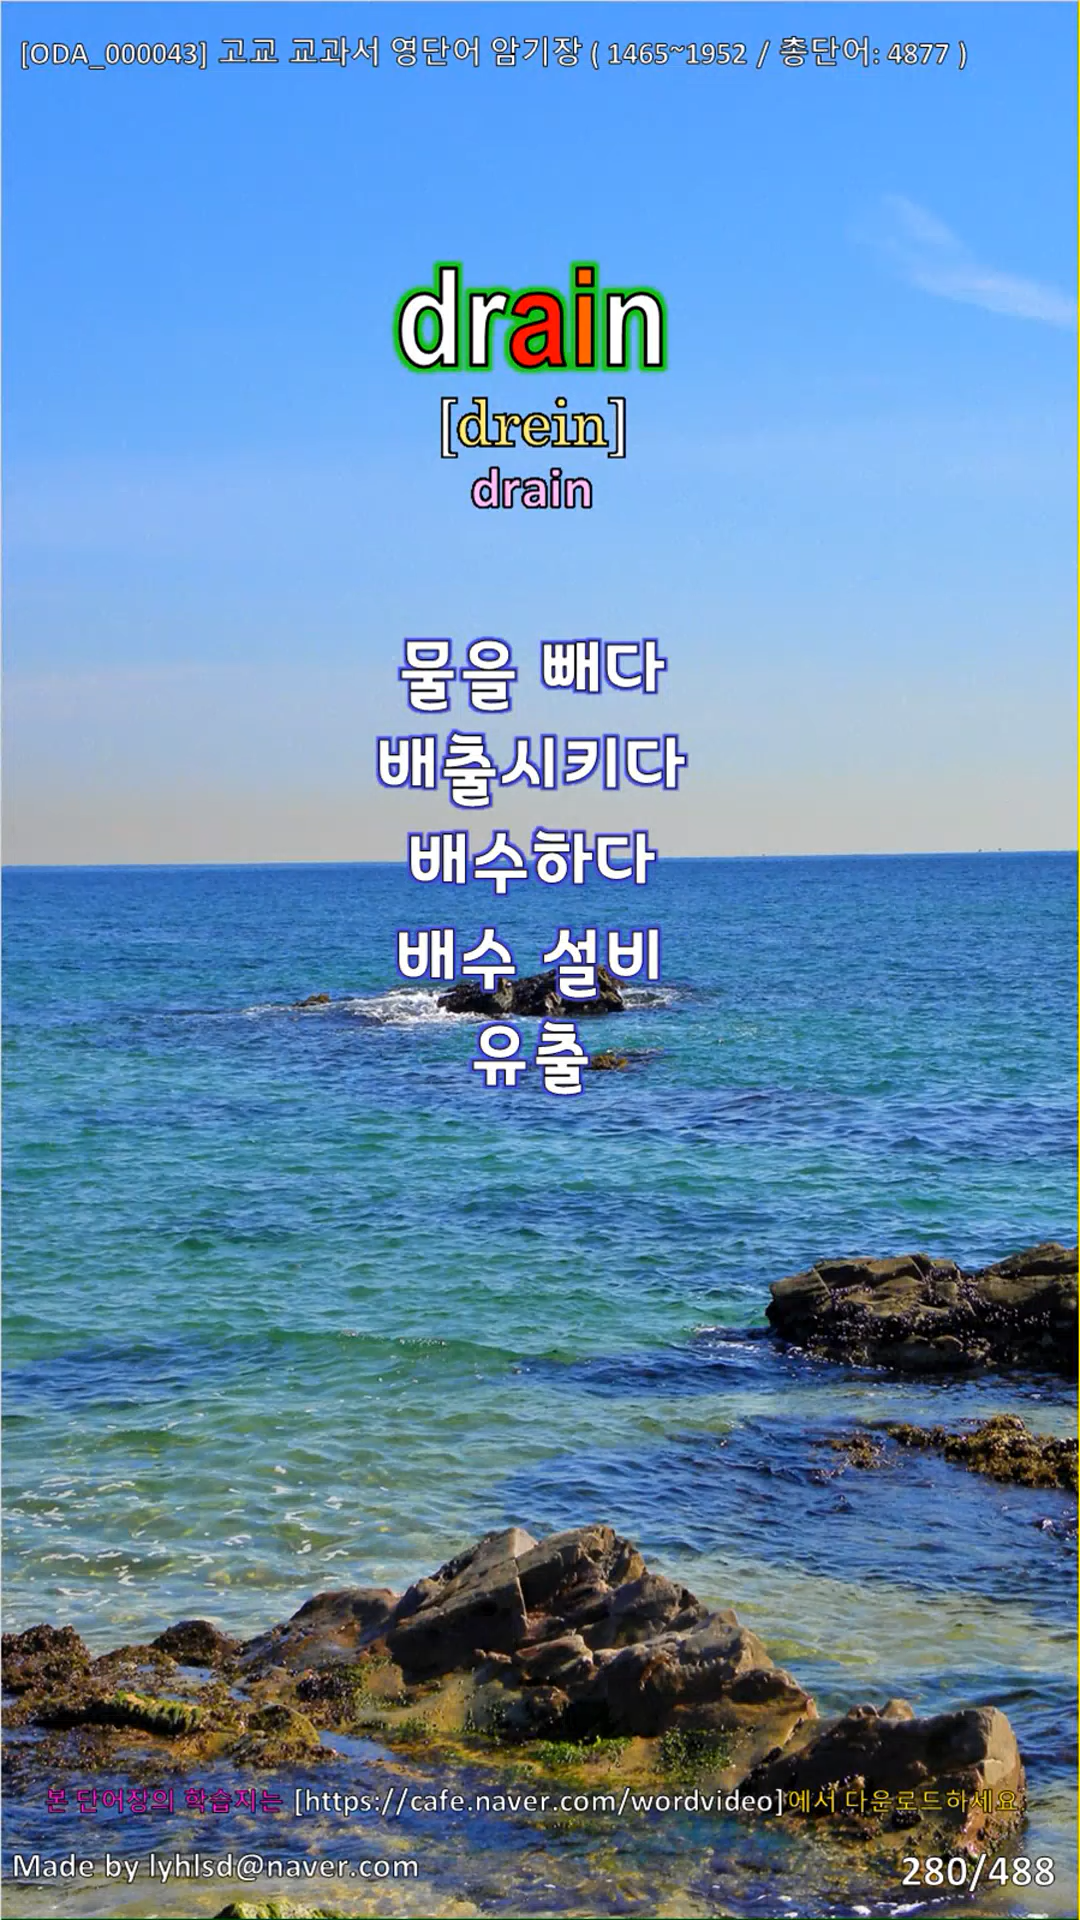 [ODA_000043] 고교 교과서 영단어 암기장 ( 1465~1952 / 총단어: 4877 )
drain
[drein]
drain
물을 빼다
배출시키다
배수하다
배수 설비
유출
본 단어장의 학습지는 [https://cafe.naver.com/wordvideo]에서 다운로드하세요.
Made by lyhlsd@naver.com
280/488